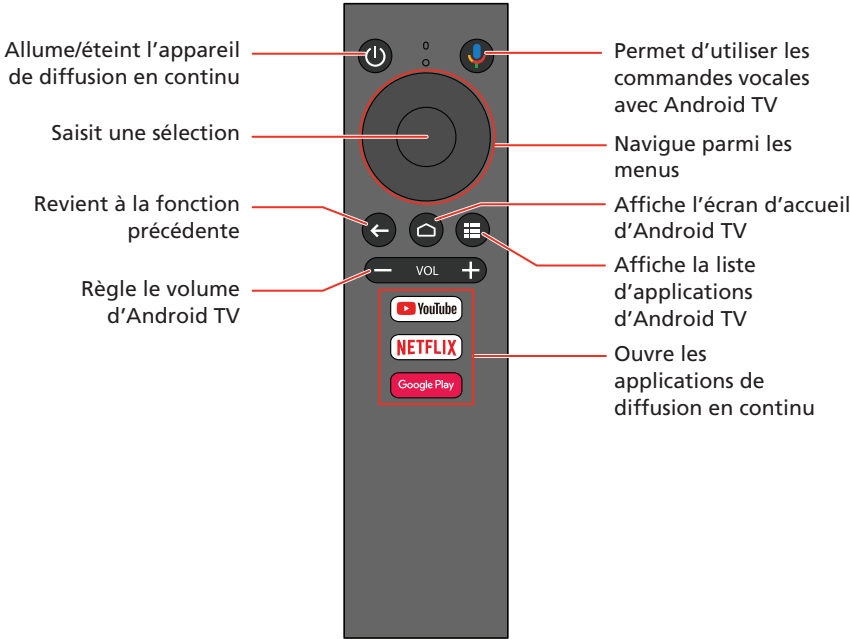 Allume/éteint l'appareil
de diffusion en continu
Saisit une sélection
Revient à la fonction
précédente
Règle le volume
d'Android TV
VOL
YouTube
NETFLIX
Google Play
Permet d'utiliser les
commandes vocales
avec Android TV
Navigue parmi les
menus
Affiche l'écran d'accueil
d'Android TV
Affiche la liste
d'applications
d'Android TV
Ouvre les
applications de
diffusion en continu